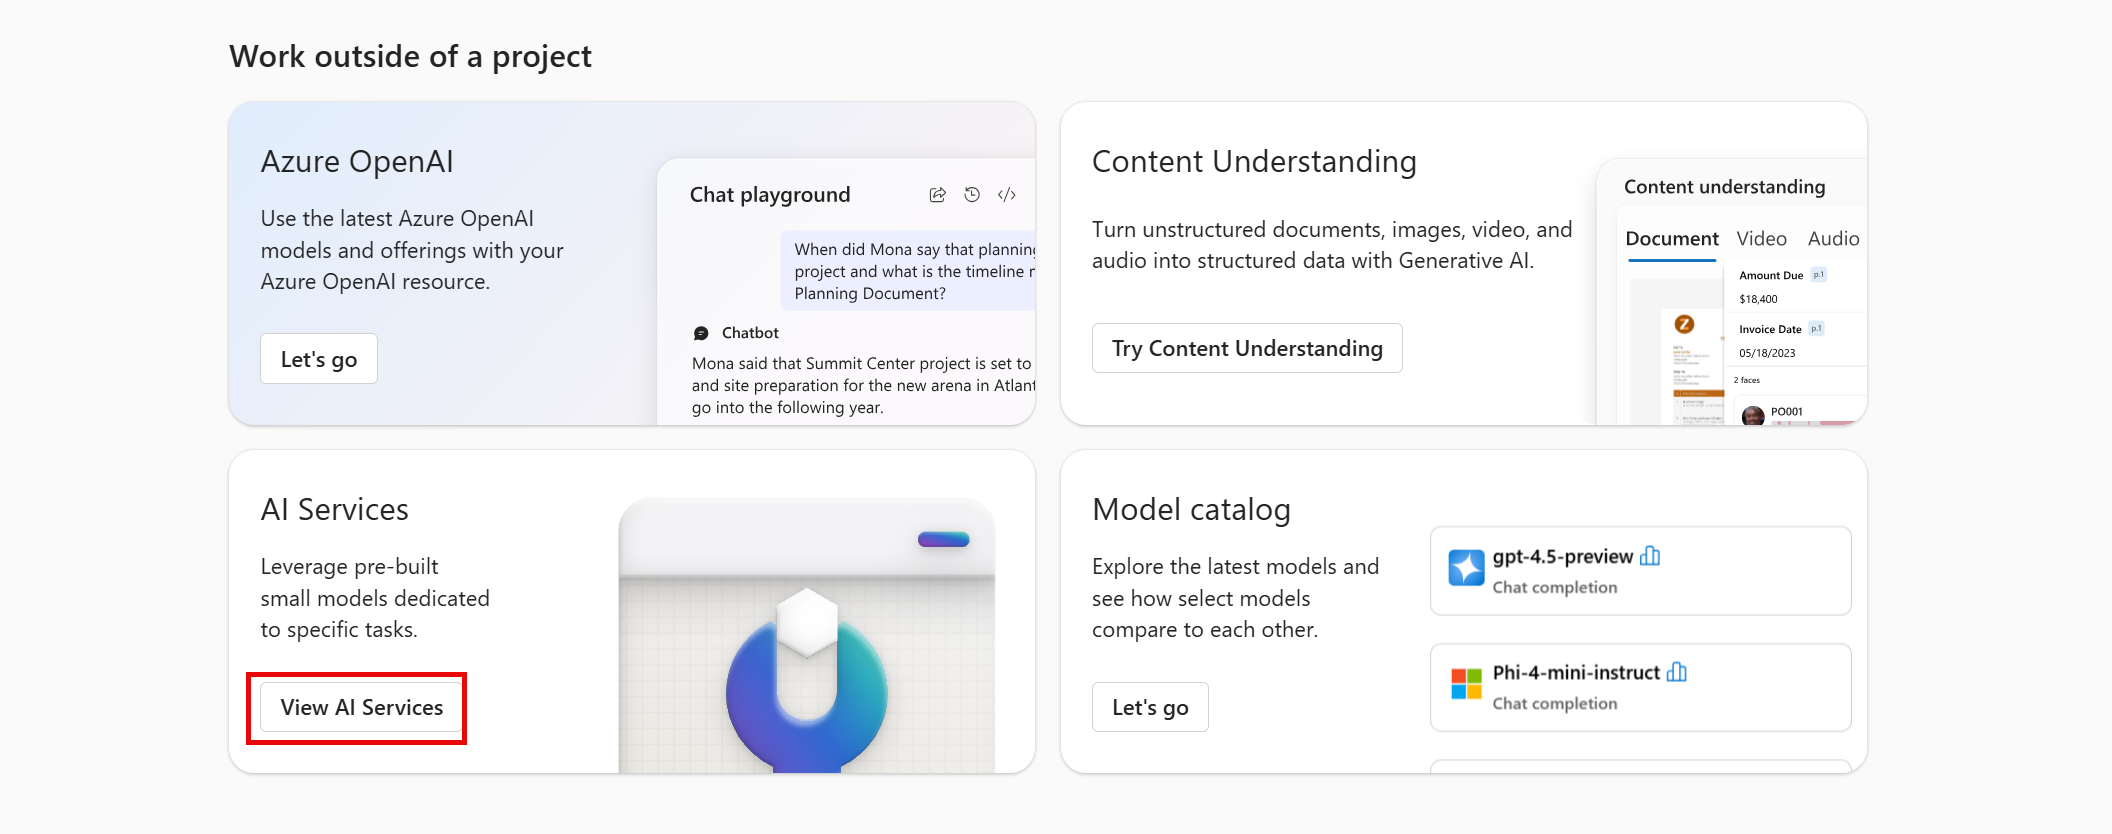 Work outside of a project
Azure OpenAI
Use the latest Azure OpenAI
models and offerings with your
Azure OpenAI resource.
Let's go
Chat playground
When did Mona say that planning
project and what is the timeline
Planning Document?
Chatbot
Mona said that Summit Center project is set to
and site preparation for the new arena in Atlant
go into the following year.
Content Understanding
Turn unstructured documents, images, video, and
audio into structured data with Generative AI.
Try Content Understanding
Content understanding
Document Video Audio
Amount Due p.1
$18,400
Invoice Date p.1
05/18/2023
2 faces
PO001
Z
AI Services
Leverage pre-built
small models dedicated
to specific tasks.
View AI Services
Model catalog
Explore the latest models and
see how select models
compare to each other.
Let's go
gpt-4.5-preview
Chat completion
Phi-4-mini-instruct
Chat completion